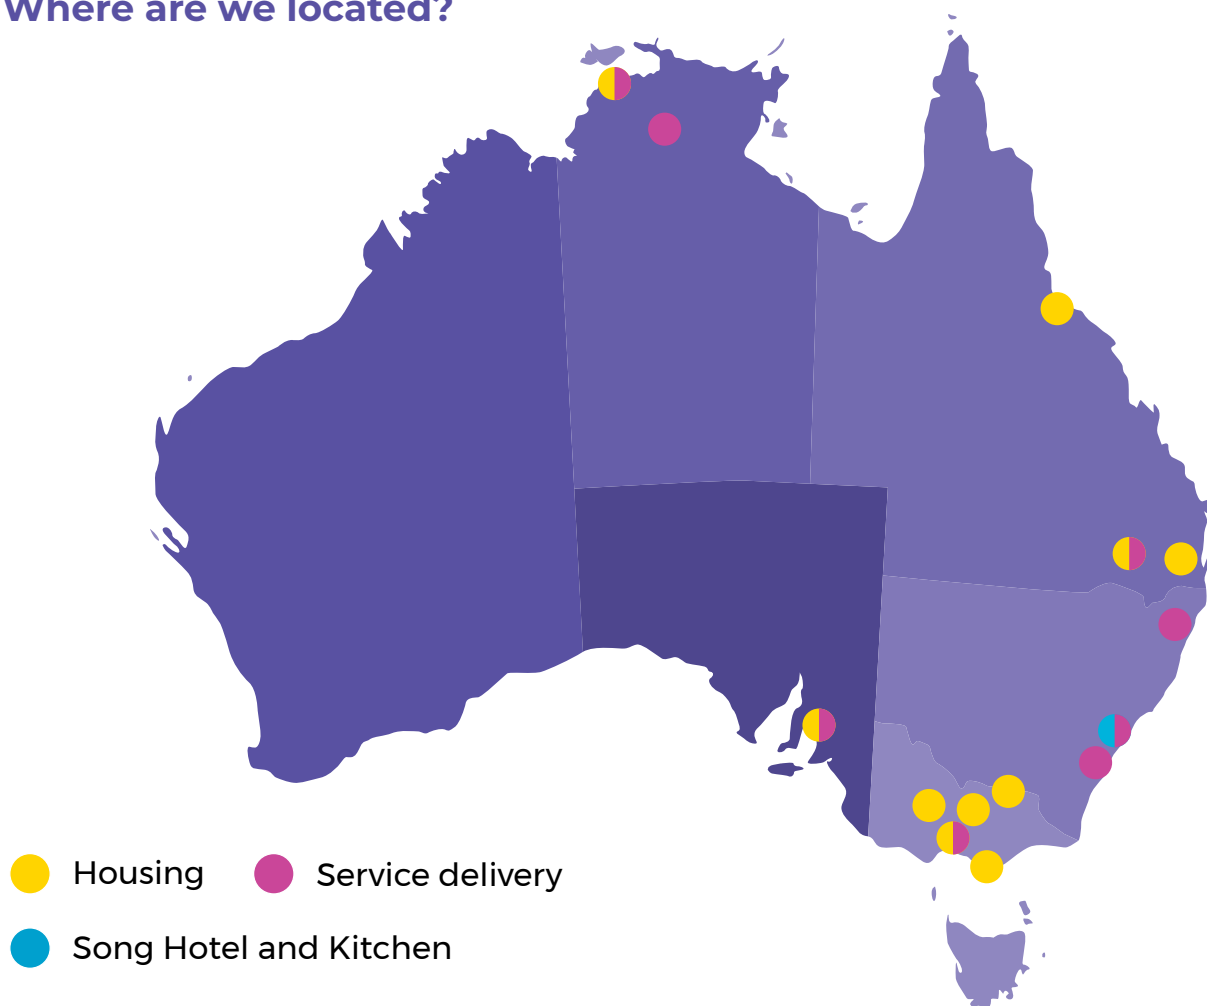 Where are we located?
Housing
Service delivery
Song Hotel and Kitchen